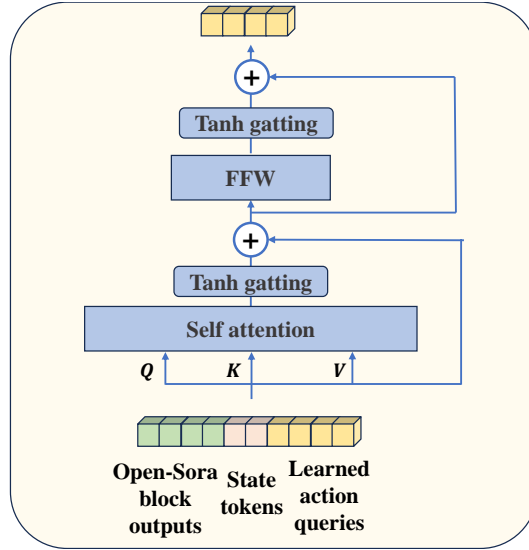 +
Tanh gatting
FFW
+
Tanh gatting
Self attention
Q K V
Open-Sora block outputs
State tokens
Learned action queries